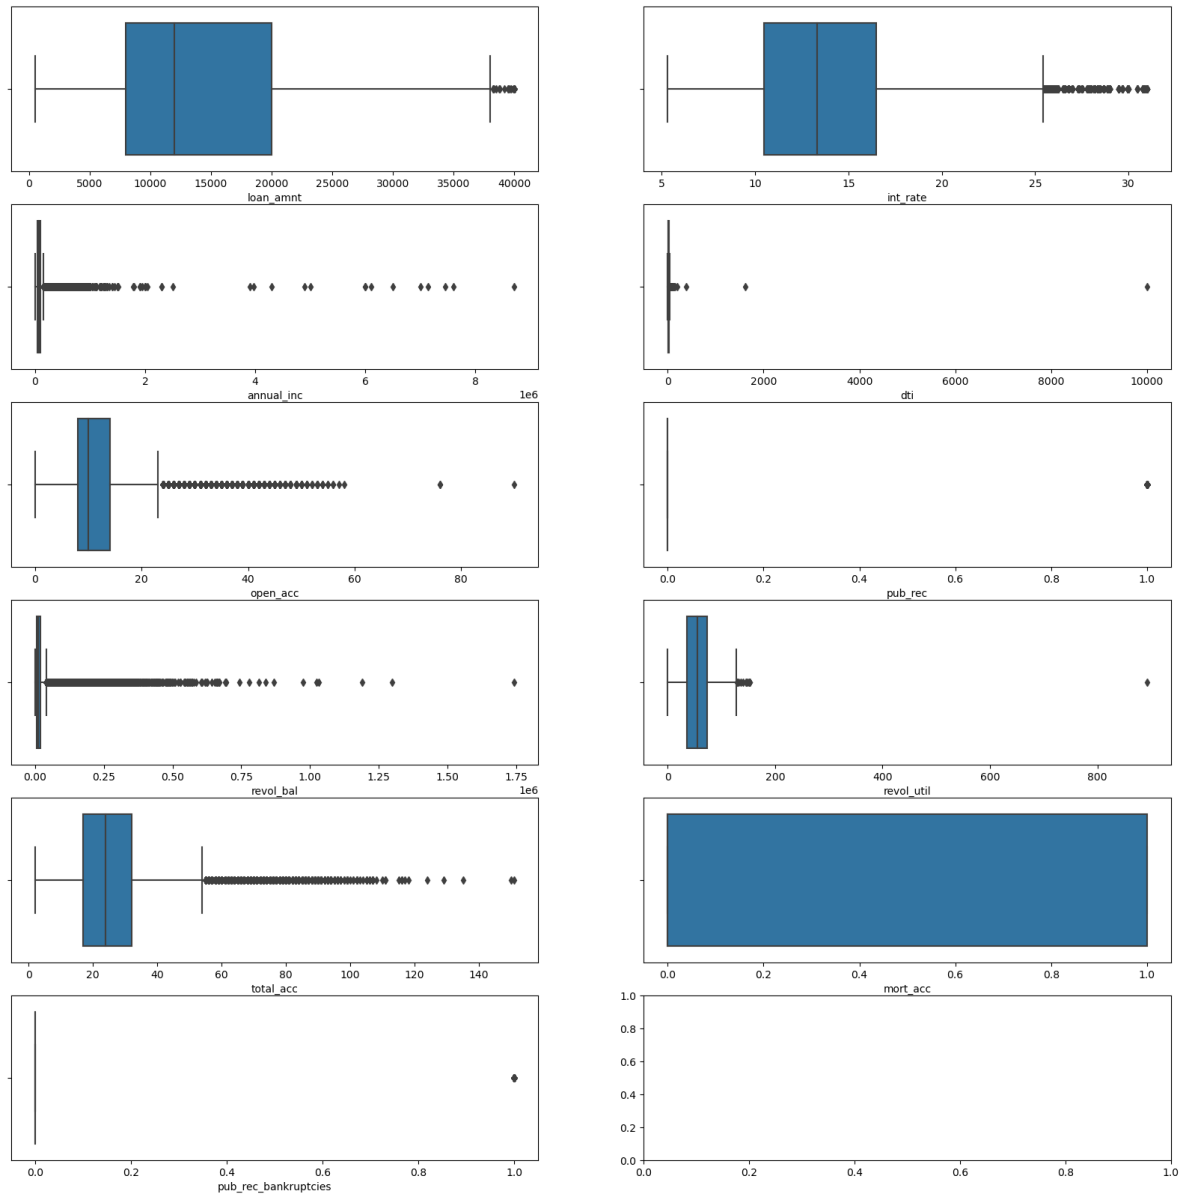 0 5000 10000 15000 20000 25000 30000 35000 40000
loan_amnt
5 10 15 20 25 30
int_rate
0 2 4 6 8
annual_inc 1e6
0 2000 4000 6000 8000 10000
dti
0 20 40 60 80
open_acc
0.0 0.2 0.4 0.6 0.8 1.0
pub_rec
0.00 0.25 0.50 0.75 1.00 1.25 1.50 1.75
revol_bal 1e6
0 200 400 600 800
revol_util
0 20 40 60 80 100 120 140
total_acc
0.0 0.2 0.4 0.6 0.8 1.0
mort_acc
0.0 0.2 0.4 0.6 0.8 1.0
pub_rec_bankruptcies
1.0
0.8
0.6
0.4
0.2
0.0
0.0 0.2 0.4 0.6 0.8 1.0